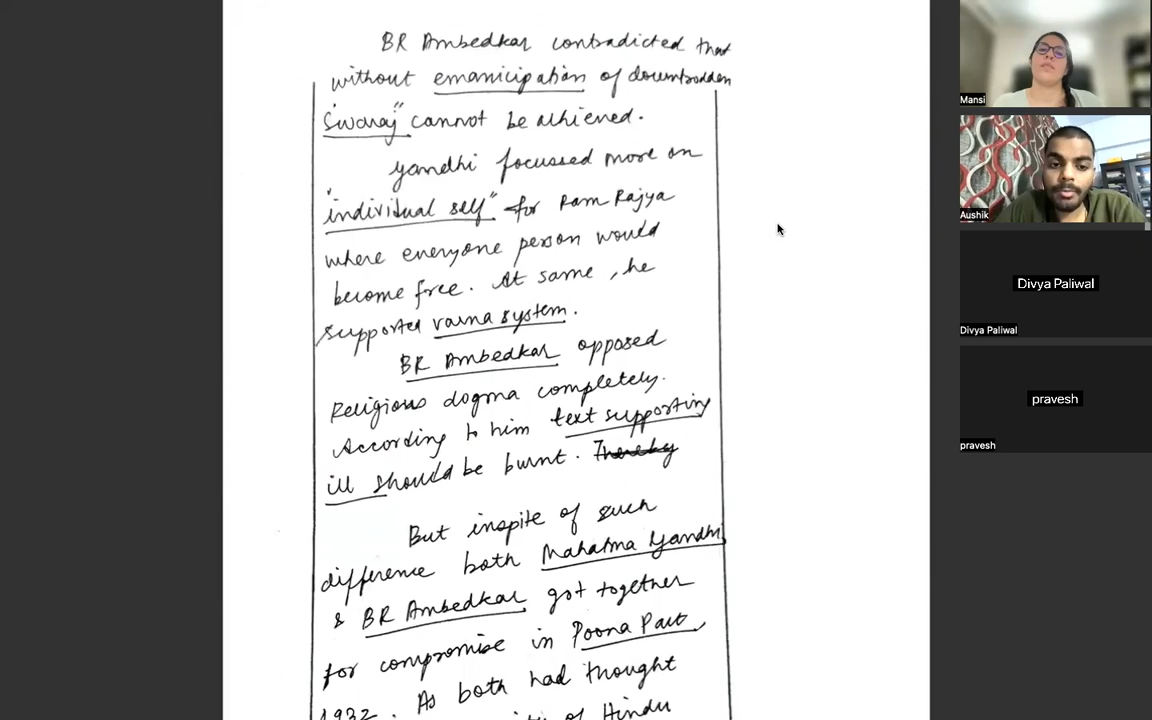 BR Ambedkar contradicted that
without emanicipation of downtrodden
"Swaraj" cannot be achieved.
Gandhi focussed more on
"individual self" for Ram Rajya
where everyone person would
become free. At same, he
supported varna system.
BR Ambedkar opposed
Religious dogma completely.
According to him text supporting
ill should be burnt. Thereby
But inspite of such
difference both Mahatma Gandhi
& BR Ambedkar got together
for compromise in Poona Pact,
1932. As both had thought
of Hindu
Mansi
Aushik
Divya Paliwal
Divya Paliwal
pravesh
pravesh